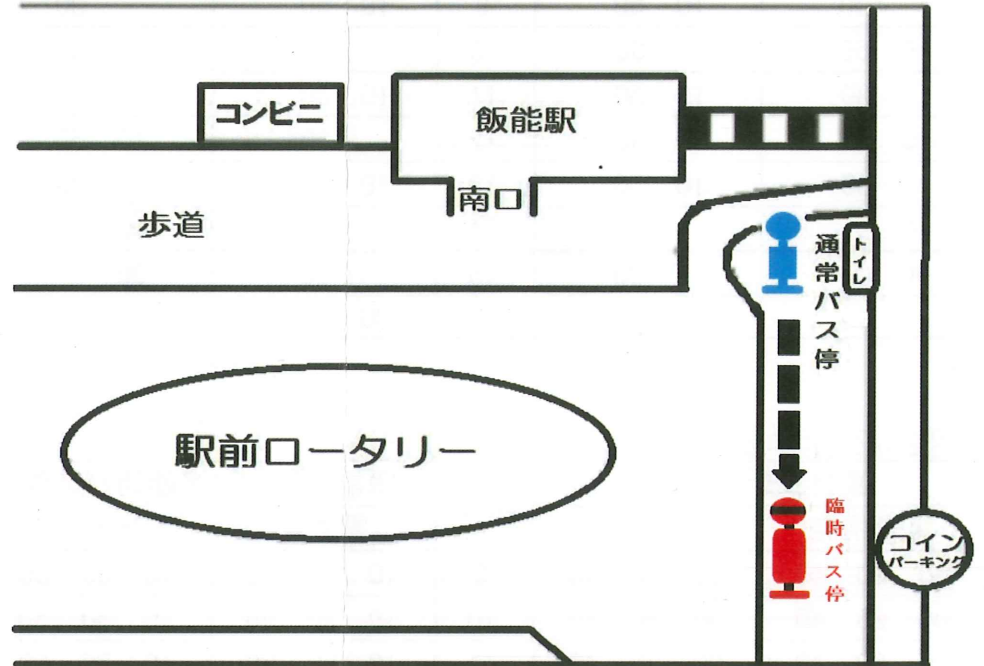 コンビニ
飯能駅
南口
歩道
通常バス停
トイレ
駅前ロータリー
臨時バス停
コイン
パーキング